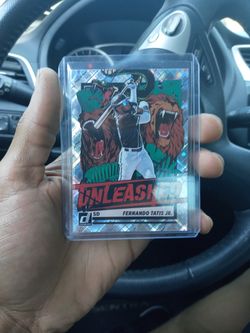 UNLEASHED
SD
FERNANDO TATIS JR.